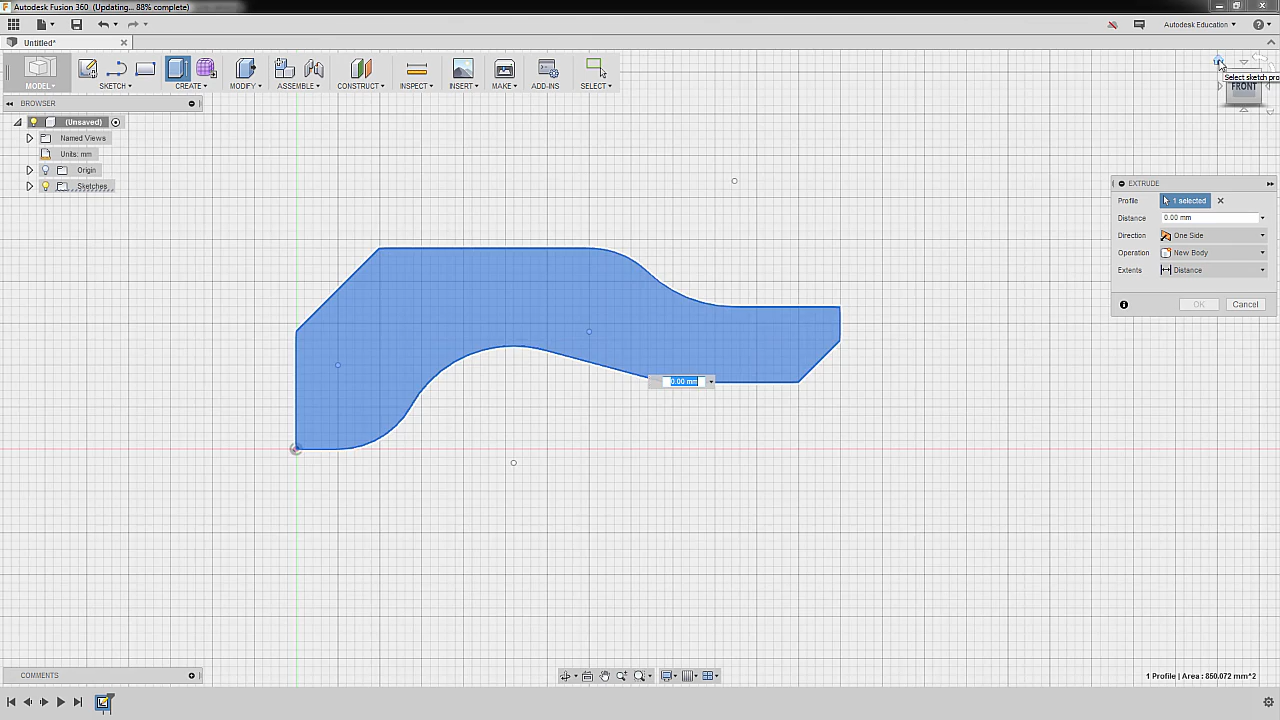 Autodesk Fusion 360 (Updating... 88% complete)
Autodesk Education
Untitled*
MODEL
SKETCH
CREATE
MODIFY
ASSEMBLE
CONSTRUCT
INSPECT
INSERT
MAKE
ADD-INS
SELECT
Select sketch pro
FRONT
BROWSER
(Unsaved)
Named Views
Units: mm
Origin
Sketches
EXTRUDE
Profile 1 selected
Distance 0.00 mm
Direction One Side
Operation New Body
Extents Distance
OK Cancel
0.00 mm
COMMENTS
1 Profile | Area : 850.072 mm^2